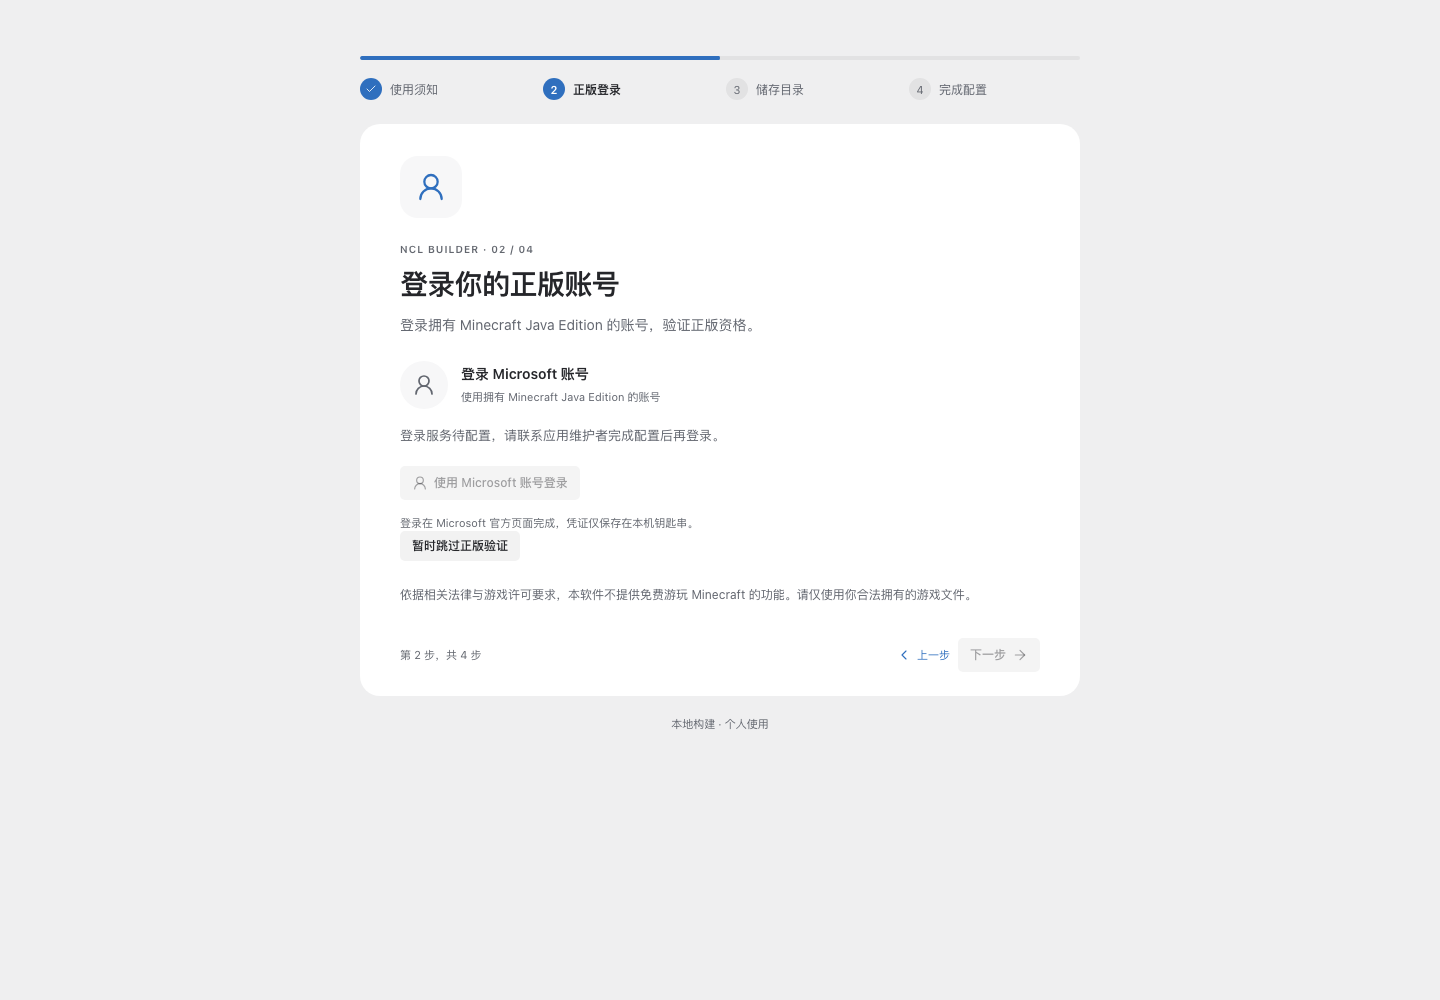 使用须知
2 正版登录
3 储存目录
4 完成配置
NCL BUILDER · 02 / 04
登录你的正版账号
登录拥有 Minecraft Java Edition 的账号，验证正版资格。
登录 Microsoft 账号
使用拥有 Minecraft Java Edition 的账号
登录服务待配置，请联系应用维护者完成配置后再登录。
使用 Microsoft 账号登录
登录在 Microsoft 官方页面完成，凭证仅保存在本机钥匙串。
暂时跳过正版验证
依据相关法律与游戏许可要求，本软件不提供免费游玩 Minecraft 的功能。请仅使用你合法拥有的游戏文件。
第 2 步，共 4 步
上一步
下一步
本地构建 · 个人使用